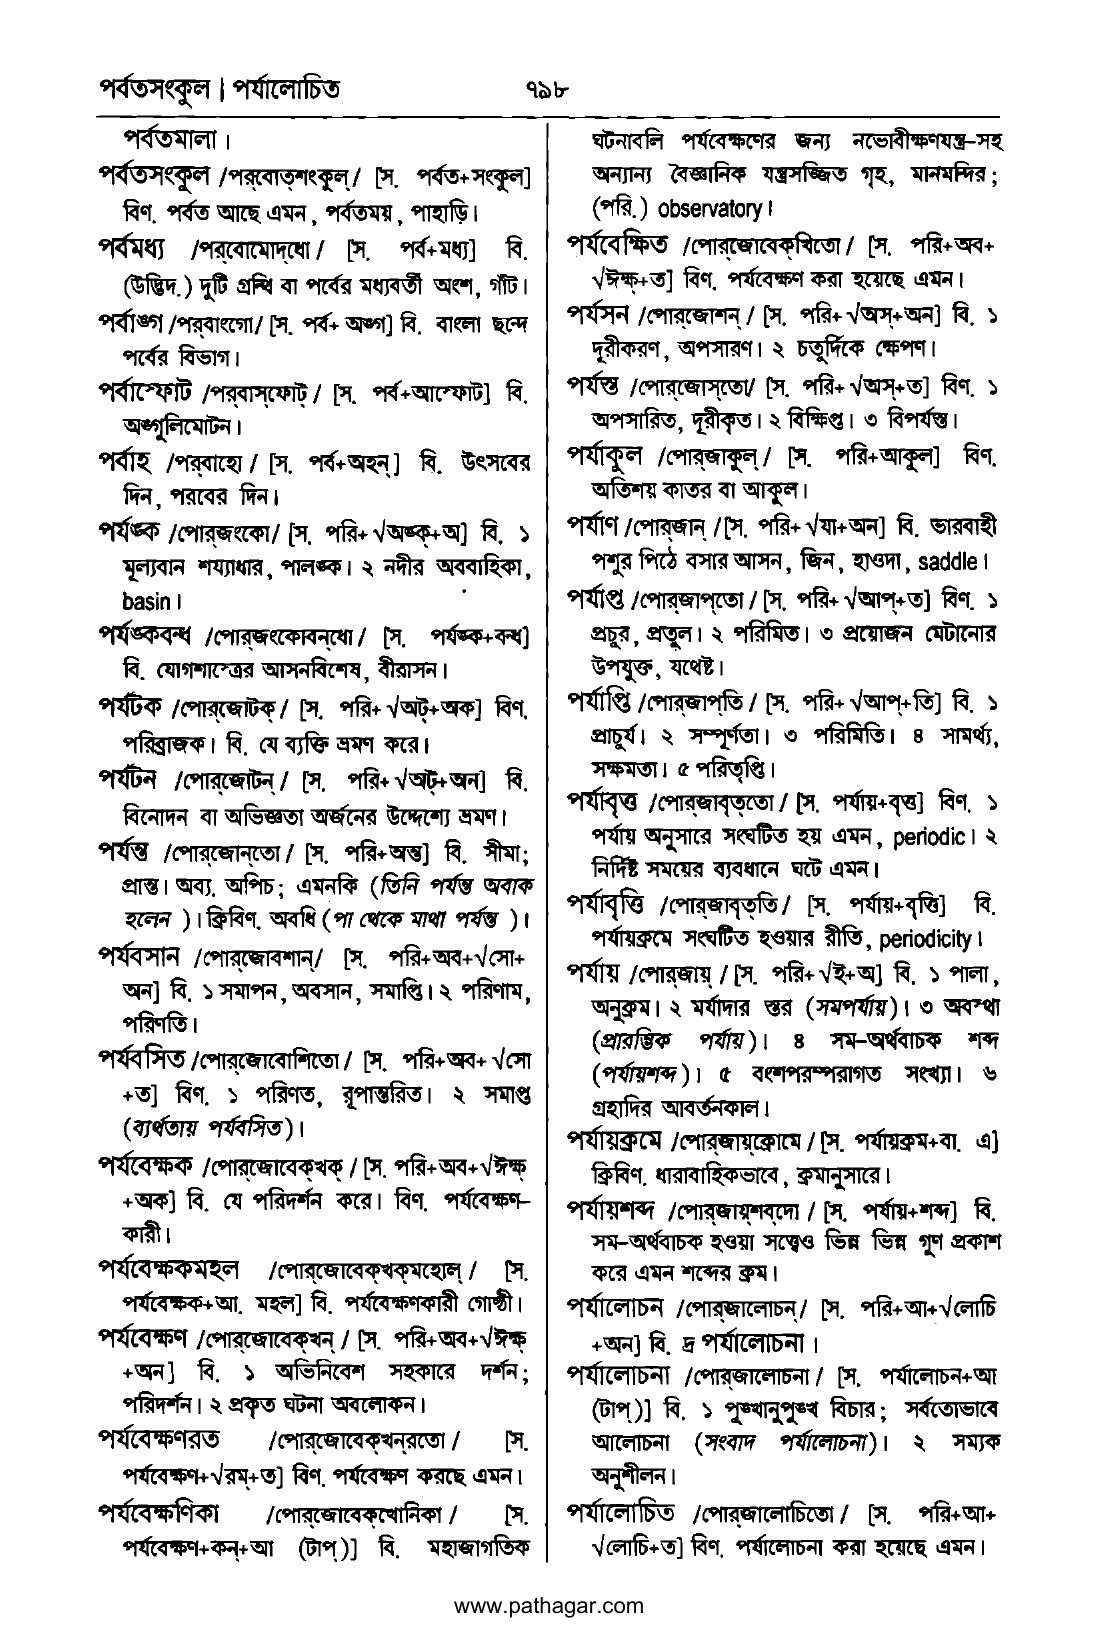 পর্বতসংকুল | পর্যালোচিত ৭৯৮
পর্বতমালা।
পর্বতসংকুল /পর্‌বোত্‌শংকুল্‌/ [স. পর্বত+সংকুল]
বিণ. পর্বত আছে এমন, পর্বতময়, পাহাড়ি।
পর্বমধ্য /পর্‌বোমোদ্‌ধো/ [স. পর্ব+মধ্য] বি.
(উদ্ভিদ.) দুটি গ্রন্থি বা পর্বের মধ্যবর্তী অংশ, গাঁট।
পর্বাঙ্গ /পর্‌বাংগো/ [স. পর্ব+ অঙ্গ] বি. বাংলা ছন্দে
পর্বের বিভাগ।
পর্বাস্ফোট /পর্‌বাস্‌ফোট্‌/ [স. পর্ব+আস্ফোট] বি.
অঙ্গুলিমোটন।
পর্বাহ /পর্‌বাহো/ [স. পর্ব+অহন্‌] বি. উৎসবের
দিন, পরবের দিন।
পর্যঙ্ক /পোর্‌জংকো/ [স. পরি+√অঙ্ক্‌+অ] বি. ১
মূল্যবান শয্যাধার, পালঙ্ক। ২ নদীর অববাহিকা,
basin।
পর্যঙ্কবন্ধ /পোর্‌জংকোবন্‌ধো/ [স. পর্যঙ্ক+বন্ধ]
বি. যোগশাস্ত্রের আসনবিশেষ, বীরাসন।
পর্যটক /পোর্‌জোটক্‌/ [স. পরি+√অট্‌+অক] বিণ.
পরিব্রাজক। বি. যে ব্যক্তি ভ্রমণ করে।
পর্যটন /পোর্‌জোটন্‌/ [স. পরি+√অট্‌+অন] বি.
বিনোদন বা অভিজ্ঞতা অর্জনের উদ্দেশ্যে ভ্রমণ।
পর্যন্ত /পোর্‌জোন্‌তো/ [স. পরি+অন্ত] বি. সীমা;
প্রান্ত। অব্য. অপিচ; এমনকি (তিনি পর্যন্ত অবাক
হলেন)। ক্রিবিণ. অবধি (পা থেকে মাথা পর্যন্ত)।
পর্যবসান /পোর্‌জোবশান্‌/ [স. পরি+অব+√সো+
অন] বি. ১ সমাপন, অবসান, সমাপ্তি। ২ পরিণাম,
পরিণতি।
পর্যবসিত /পোর্‌জোবোশিতো/ [স. পরি+অব+√সো
+ত] বিণ. ১ পরিণত, রূপান্তরিত। ২ সমাপ্ত
(ব্যর্থতায় পর্যবসিত)।
পর্যবেক্ষক /পোর্‌জোবেক্‌খক্‌/ [স. পরি+অব+√ঈক্ষ্‌
+অক] বি. যে পরিদর্শন করে। বিণ. পর্যবেক্ষণ-
কারী।
পর্যবেক্ষকমহল /পোর্‌জোবেক্‌খক্‌মহোল্‌/ [স.
পর্যবেক্ষক+আ. মহল] বি. পর্যবেক্ষণকারী গোষ্ঠী।
পর্যবেক্ষণ /পোর্‌জোবেক্‌খন্‌/ [স. পরি+অব+√ঈক্ষ্‌
+অন] বি. ১ অভিনিবেশ সহকারে দর্শন;
পরিদর্শন। ২ প্রকৃত ঘটনা অবলোকন।
পর্যবেক্ষণরত /পোর্‌জোবেক্‌খন্‌রতো/ [স.
পর্যবেক্ষণ+√রম্‌+ত] বিণ. পর্যবেক্ষণ করছে এমন।
পর্যবেক্ষণিকা /পোর্‌জোবেক্‌খোনিকা/ [স.
পর্যবেক্ষণ+কন্‌+আ (টাপ্‌)] বি. মহাজাগতিক
ঘটনাবলি পর্যবেক্ষণের জন্য নভোবীক্ষণযন্ত্র-সহ
অন্যান্য বৈজ্ঞানিক যন্ত্রসজ্জিত গৃহ, মানমন্দির;
(পরি.) observatory।
পর্যবেক্ষিত /পোর্‌জোবেক্‌খিতো/ [স. পরি+অব+
√ঈক্ষ্‌+ত] বিণ. পর্যবেক্ষণ করা হয়েছে এমন।
পর্যসন /পোর্‌জোশন্‌/ [স. পরি+√অস্‌+অন] বি. ১
দূরীকরণ, অপসারণ। ২ চতুর্দিকে ক্ষেপণ।
পর্যস্ত /পোর্‌জোস্‌তো/ [স. পরি+√অস্‌+ত] বিণ. ১
অপসারিত, দূরীকৃত। ২ বিক্ষিপ্ত। ৩ বিপর্যস্ত।
পর্যাকুল /পোর্‌জাকুল্‌/ [স. পরি+আকুল] বিণ.
অতিশয় কাতর বা আকুল।
পর্যাণ /পোর্‌জান্‌/ [স. পরি+√যা+অন] বি. ভারবাহী
পশুর পিঠে বসার আসন, জিন, হাওদা, saddle।
পর্যাপ্ত /পোর্‌জাপ্‌তো/ [স. পরি+√আপ্‌+ত] বিণ. ১
প্রচুর, প্রতুল। ২ পরিমিত। ৩ প্রয়োজন মেটানোর
উপযুক্ত, যথেষ্ট।
পর্যাপ্তি /পোর্‌জাপ্‌তি/ [স. পরি+√আপ্‌+তি] বি. ১
প্রাচুর্য। ২ সম্পূর্ণতা। ৩ পরিমিতি। ৪ সামর্থ্য,
সক্ষমতা। ৫ পরিতৃপ্তি।
পর্যাবৃত্ত /পোর্‌জাবৃত্‌তো/ [স. পর্যায়+বৃত্ত] বিণ. ১
পর্যায় অনুসারে সংঘটিত হয় এমন, periodic। ২
নির্দিষ্ট সময়ের ব্যবধানে ঘটে এমন।
পর্যাবৃত্তি /পোর্‌জাবৃত্‌তি/ [স. পর্যায়+বৃত্তি] বি.
পর্যায়ক্রমে সংঘটিত হওয়ার রীতি, periodicity।
পর্যায় /পোর্‌জায়্‌/ [স. পরি+√ই+অ] বি. ১ পালা,
অনুক্রম। ২ মর্যাদার স্তর (সমপর্যায়)। ৩ অবস্থা
(প্রারম্ভিক পর্যায়)। ৪ সম-অর্থবাচক শব্দ
(পর্যায়শব্দ)। ৫ বংশপরম্পরাগত সংখ্যা। ৬
গ্রহাদির আবর্তনকাল।
পর্যায়ক্রমে /পোর্‌জায়্‌ক্রোমে/ [স. পর্যায়ক্রম+বা. এ]
ক্রিবিণ. ধারাবাহিকভাবে, ক্রমানুসারে।
পর্যায়শব্দ /পোর্‌জায়্‌শব্‌দো/ [স. পর্যায়+শব্দ] বি.
সম-অর্থবাচক হওয়া সত্ত্বেও ভিন্ন ভিন্ন গুণ প্রকাশ
করে এমন শব্দের ক্রম।
পর্যালোচন /পোর্‌জালোচন্‌/ [স. পরি+আ+√লোচি
+অন] বি. দ্র পর্যালোচনা।
পর্যালোচনা /পোর্‌জালোচনা/ [স. পর্যালোচন+আ
(টাপ্‌)] বি. ১ পুঙ্খানুপুঙ্খ বিচার; সর্বতোভাবে
আলোচনা (সংবাদ পর্যালোচনা)। ২ সম্যক
অনুশীলন।
পর্যালোচিত /পোর্‌জালোচিতো/ [স. পরি+আ+
√লোচি+ত] বিণ. পর্যালোচনা করা হয়েছে এমন।
www.pathagar.com